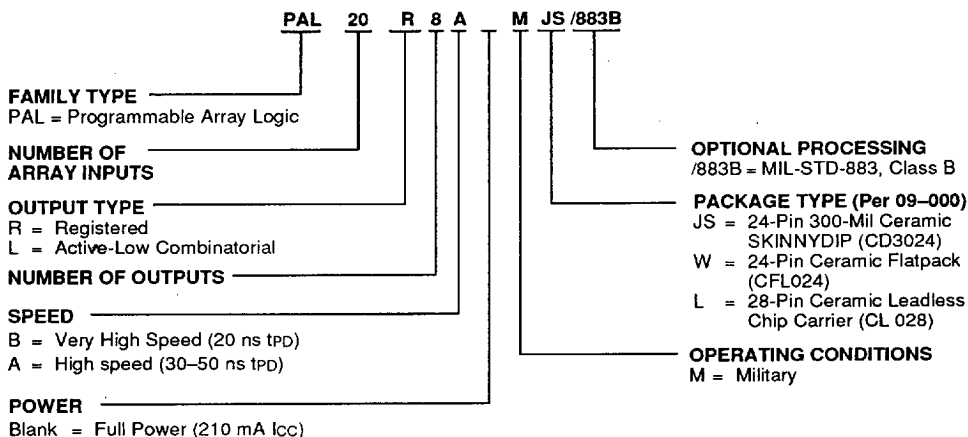 PAL 20 R 8 A M JS /883B
FAMILY TYPE
PAL = Programmable Array Logic
NUMBER OF
ARRAY INPUTS
OUTPUT TYPE
R = Registered
L = Active-Low Combinatorial
NUMBER OF OUTPUTS
SPEED
B = Very High Speed (20 ns tPD)
A = High speed (30–50 ns tPD)
POWER
Blank = Full Power (210 mA ICC)
OPTIONAL PROCESSING
/883B = MIL-STD-883, Class B
PACKAGE TYPE (Per 09–000)
JS = 24-Pin 300-Mil Ceramic
SKINNYDIP (CD3024)
W = 24-Pin Ceramic Flatpack
(CFL024)
L = 28-Pin Ceramic Leadless
Chip Carrier (CL 028)
OPERATING CONDITIONS
M = Military